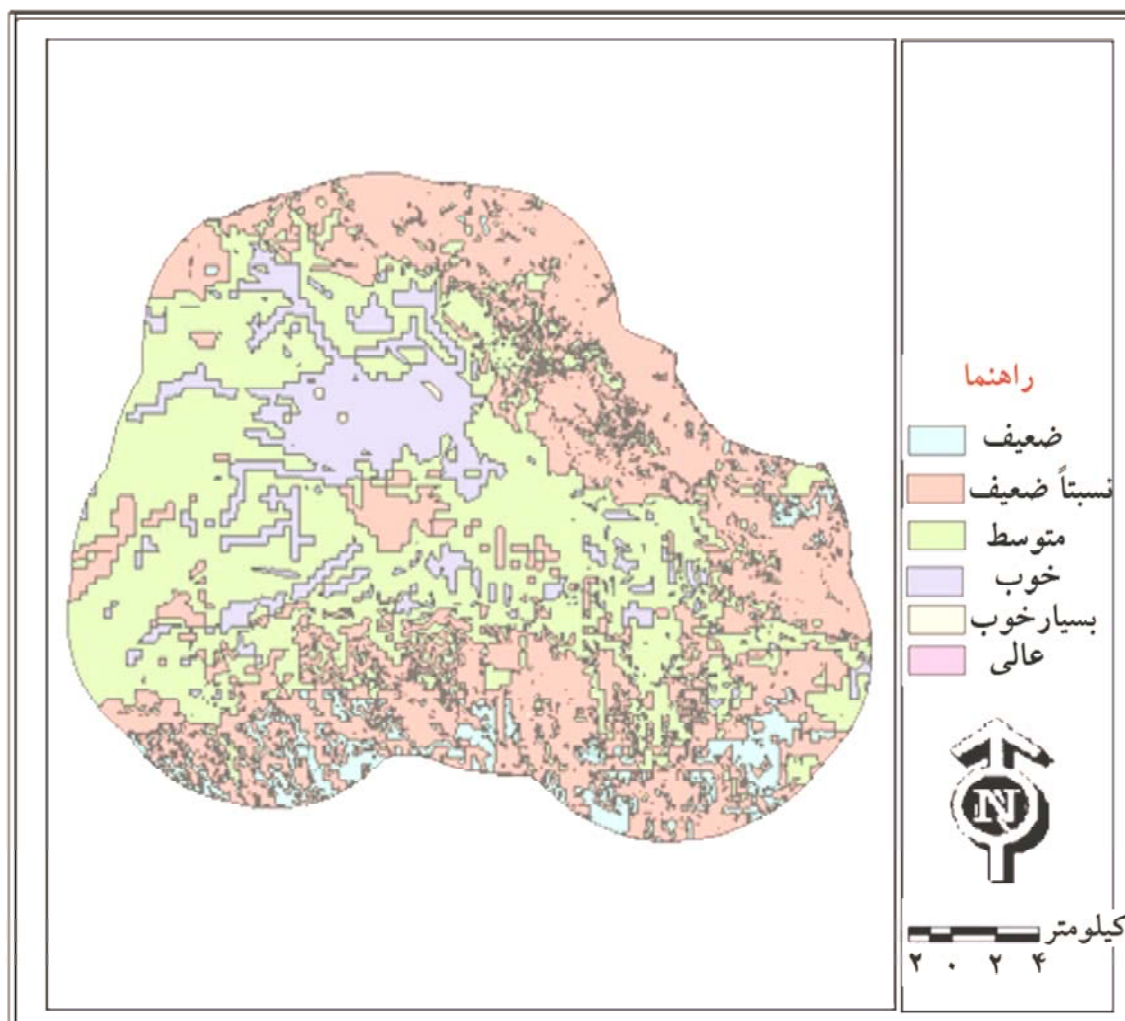 راهنما
ضعیف
نسبتاً ضعیف
متوسط
خوب
بسیارخوب
عالی
N
کیلومتر
۲ ۰ ۲ ۴